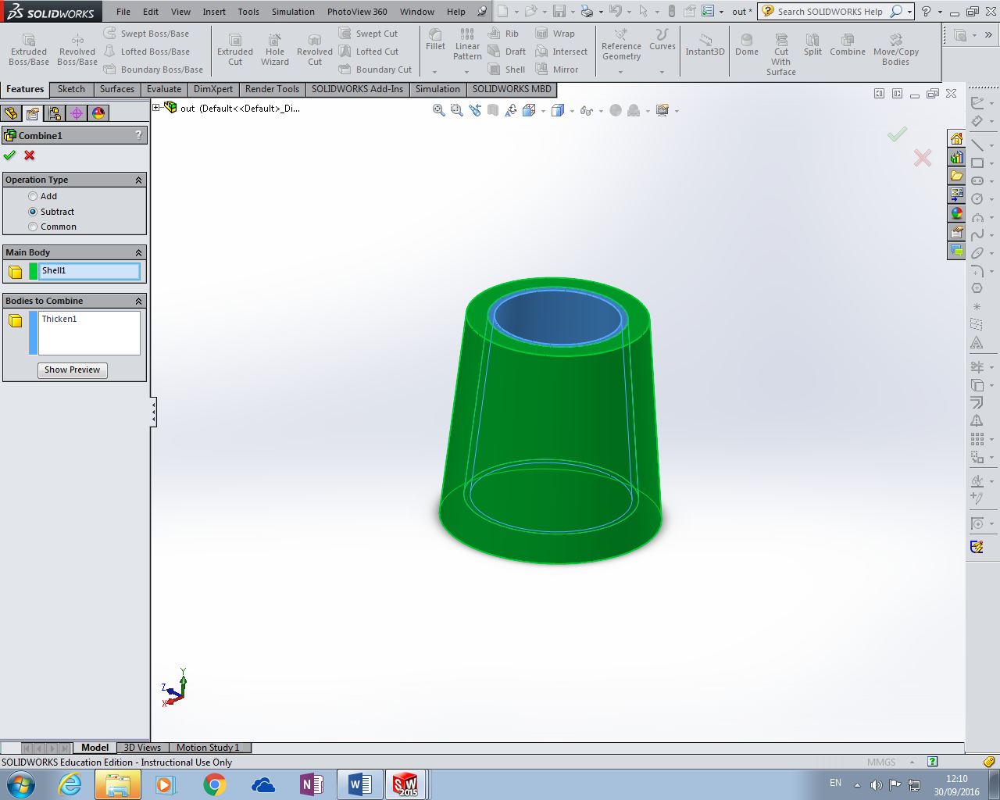 SOLIDWORKS File Edit View Insert Tools Simulation PhotoView 360 Window Help out * Search SOLIDWORKS Help
Extruded Boss/Base
Revolved Boss/Base
Swept Boss/Base
Lofted Boss/Base
Boundary Boss/Base
Extruded Cut
Hole Wizard
Revolved Cut
Swept Cut
Lofted Cut
Boundary Cut
Fillet
Linear Pattern
Rib
Draft
Shell
Wrap
Intersect
Mirror
Reference Geometry
Curves
Instant3D
Dome
Cut With Surface
Split
Combine
Move/Copy Bodies
Features Sketch Surfaces Evaluate DimXpert Render Tools SOLIDWORKS Add-Ins Simulation SOLIDWORKS MBD
out (Default<<Default>_Di...
Combine1 ?
Operation Type
Add
Subtract
Common
Main Body
Shell1
Bodies to Combine
Thicken1
Show Preview
Y
Z
X
Model 3D Views Motion Study 1
SOLIDWORKS Education Edition - Instructional Use Only MMGS ?
EN 12:10
30/09/2016
SW 2015